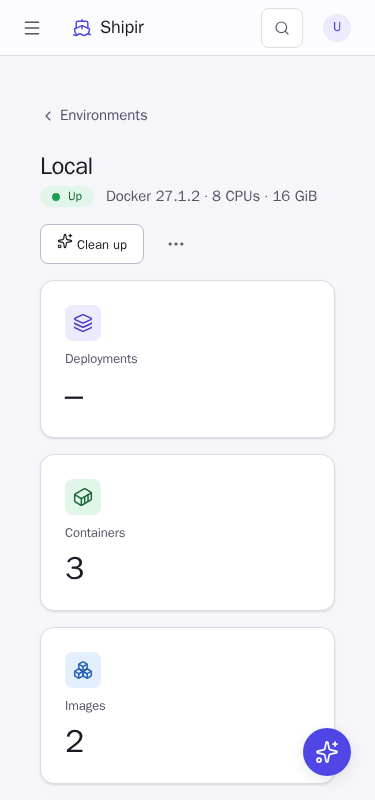 Shipir
U
Environments
Local
Up
Docker 27.1.2 · 8 CPUs · 16 GiB
Clean up
Deployments
–
Containers
3
Images
2